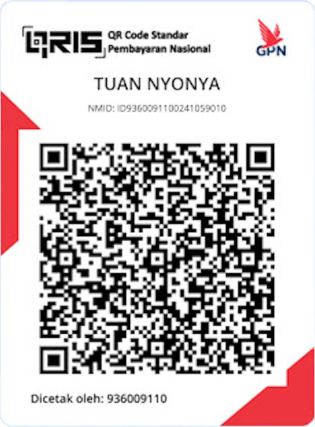 QRIS QR Code Standar
Pembayaran Nasional
GPN
TUAN NYONYA
NMID: ID9360091100241059010
Dicetak oleh: 936009110